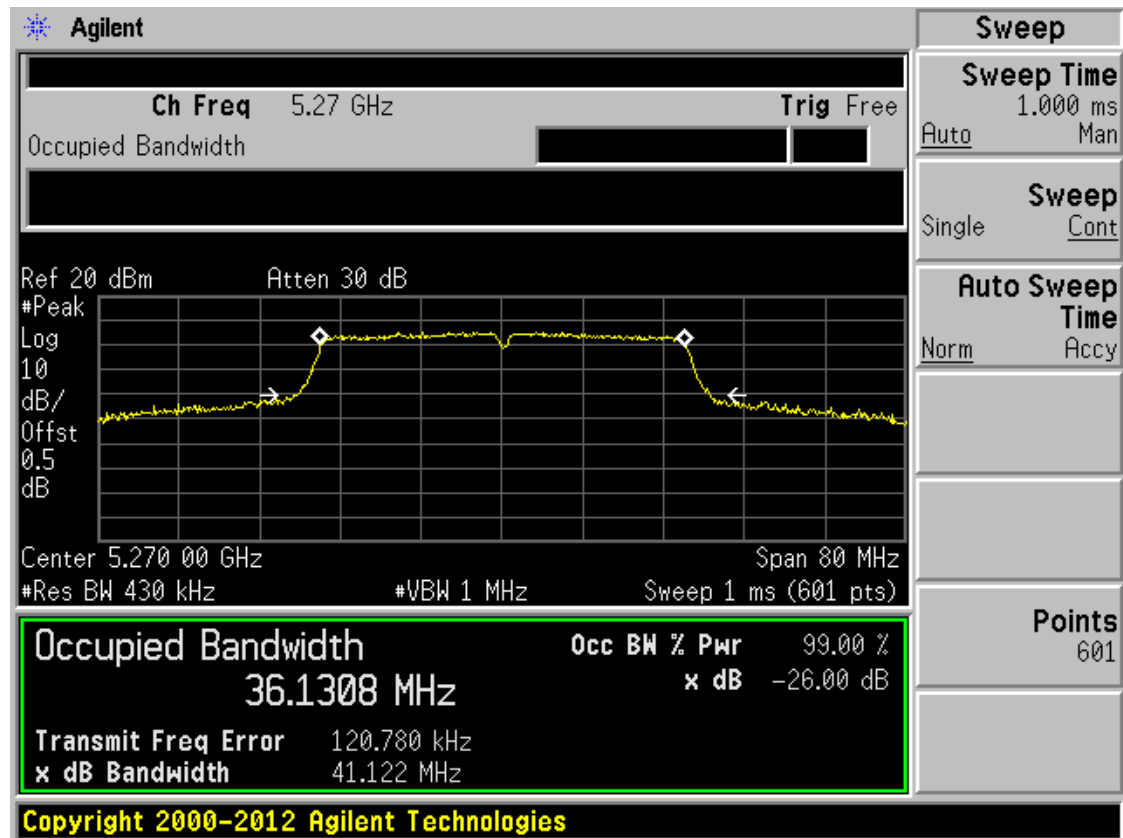 Agilent
Sweep
Ch Freq 5.27 GHz Trig Free
Occupied Bandwidth
Sweep Time
1.000 ms
Auto Man
Sweep
Single Cont
Auto Sweep
Time
Norm Accy
Points
601
Ref 20 dBm Atten 30 dB
#Peak
Log
10
dB/
Offst
0.5
dB
Center 5.270 00 GHz Span 80 MHz
#Res BW 430 kHz #VBW 1 MHz Sweep 1 ms (601 pts)
Occupied Bandwidth
36.1308 MHz
Occ BW % Pwr 99.00 %
x dB -26.00 dB
Transmit Freq Error 120.780 kHz
x dB Bandwidth 41.122 MHz
Copyright 2000-2012 Agilent Technologies